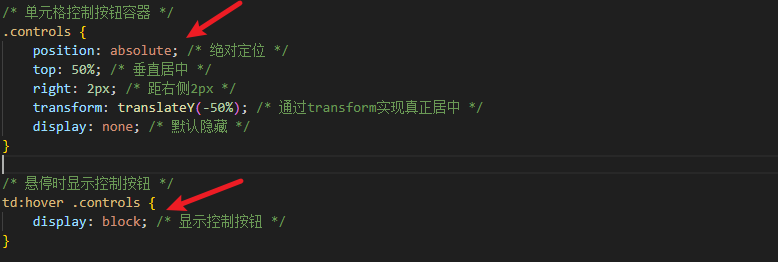 /* 单元格控制按钮容器 */
.controls {
    position: absolute; /* 绝对定位 */
    top: 50%; /* 垂直居中 */
    right: 2px; /* 距右侧2px */
    transform: translateY(-50%); /* 通过transform实现真正居中 */
    display: none; /* 默认隐藏 */
}
/* 悬停时显示控制按钮 */
td:hover .controls {
    display: block; /* 显示控制按钮 */
}